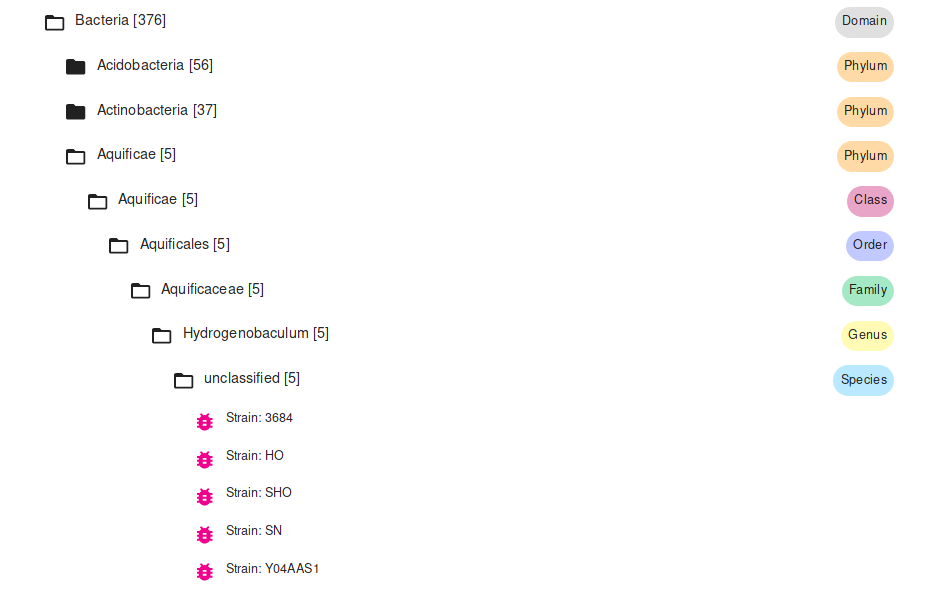 Bacteria [376] Domain
Acidobacteria [56] Phylum
Actinobacteria [37] Phylum
Aquificae [5] Phylum
Aquificae [5] Class
Aquificales [5] Order
Aquificaceae [5] Family
Hydrogenobaculum [5] Genus
unclassified [5] Species
Strain: 3684
Strain: HO
Strain: SHO
Strain: SN
Strain: Y04AAS1